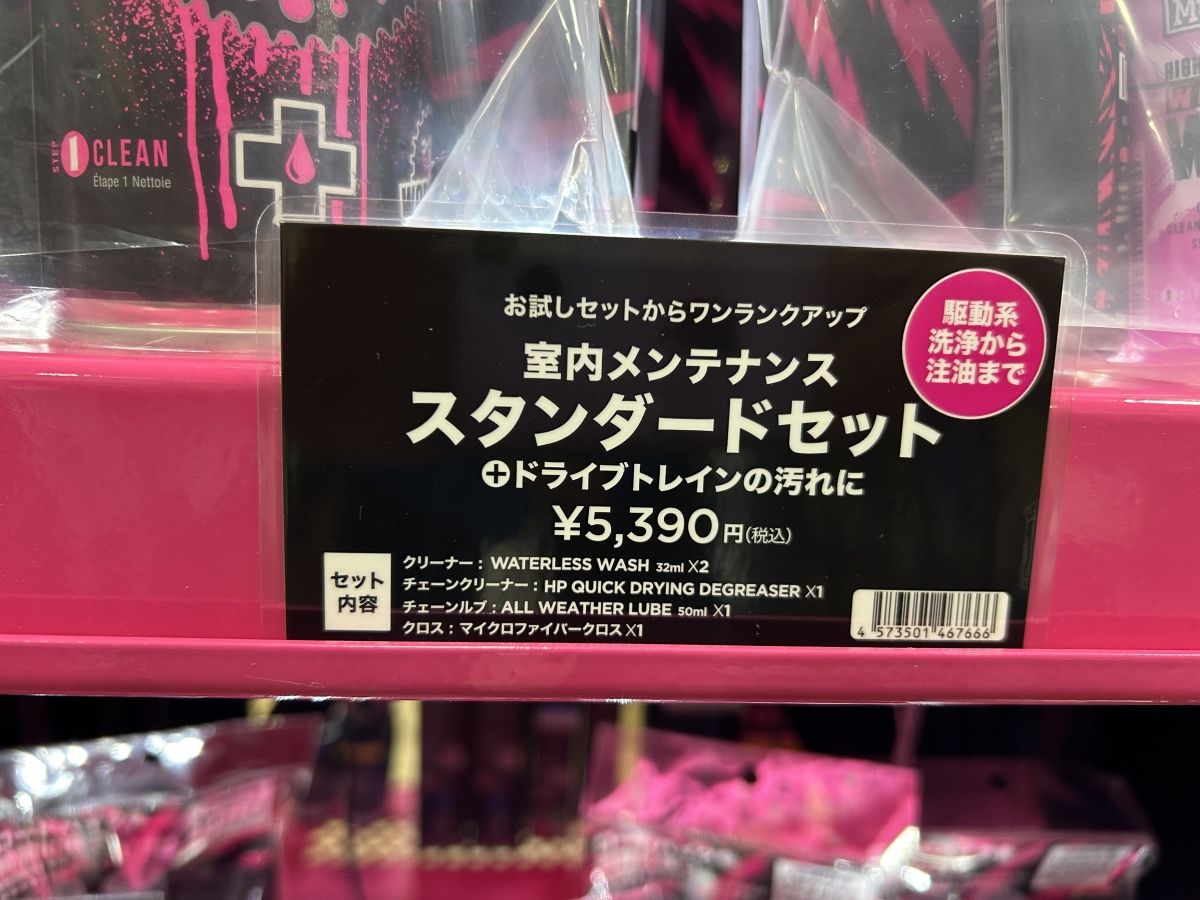 STEP 1 CLEAN
Étape 1 Nettoie
お試しセットからワンランクアップ
駆動系
洗浄から
注油まで
室内メンテナンス
スタンダードセット
+ドライブトレインの汚れに
¥5,390円(税込)
セット
内容
クリーナー：WATERLESS WASH 32ml X2
チェーンクリーナー：HP QUICK DRYING DEGREASER X1
チェーンルブ：ALL WEATHER LUBE 50ml X1
クロス：マイクロファイバークロス X1
4 573501 467666